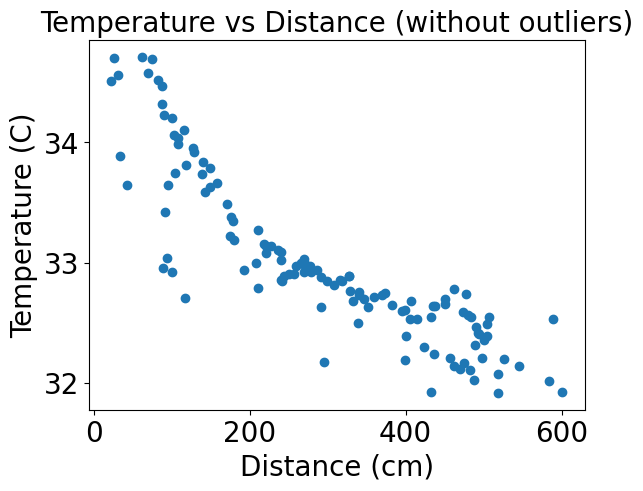 Temperature vs Distance (without outliers)
34
33
32
Temperature (C)
0 200 400 600
Distance (cm)